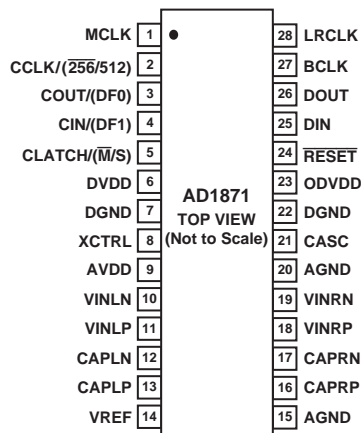 MCLK 1 28 LRCLK
CCLK/(256/512) 2 27 BCLK
COUT/(DF0) 3 26 DOUT
CIN/(DF1) 4 25 DIN
CLATCH/(M/S) 5 24 RESET
DVDD 6 23 ODVDD
DGND 7 AD1871 22 DGND
TOP VIEW
XCTRL 8 (Not to Scale) 21 CASC
AVDD 9 20 AGND
VINLN 10 19 VINRN
VINLP 11 18 VINRP
CAPLN 12 17 CAPRN
CAPLP 13 16 CAPRP
VREF 14 15 AGND